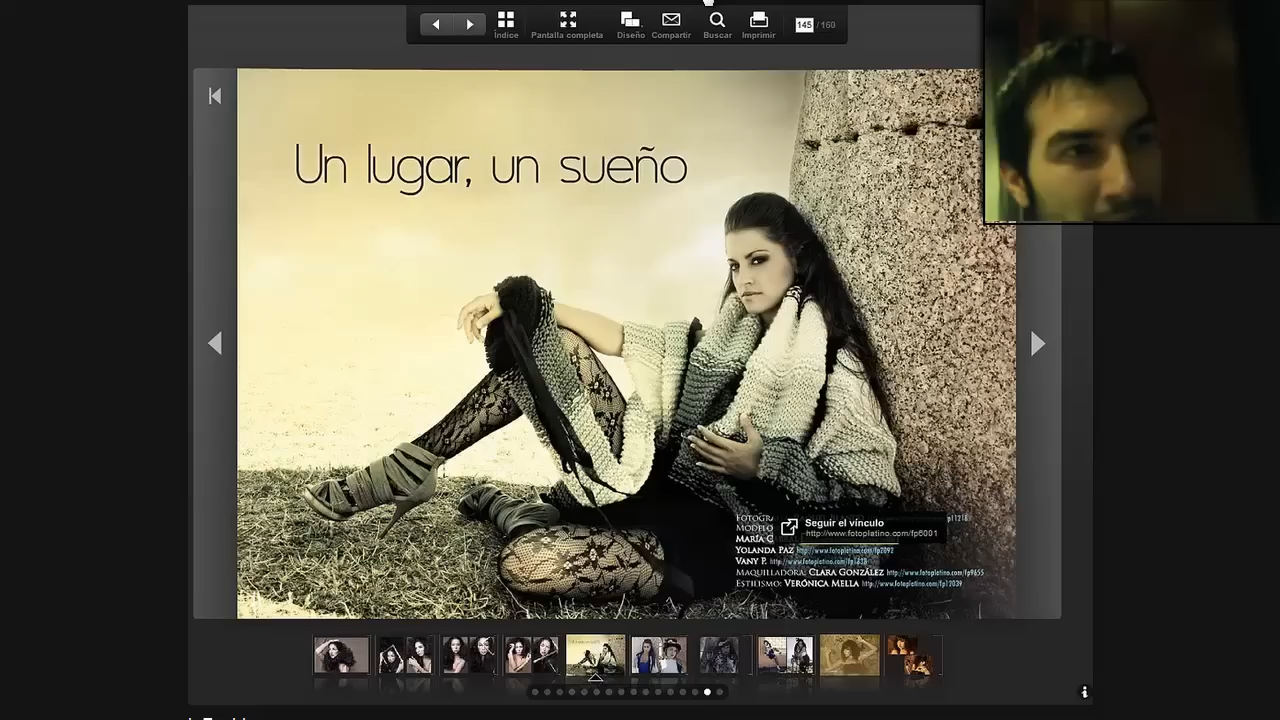 Índice
Pantalla completa
Diseño
Compartir
Buscar
Imprimir
145 / 160
Un lugar, un sueño
Seguir el vínculo
http://www.fotoplatino.com/fp6001
MARÍA C
YOLANDA PAZ http://www.fotoplatino.com/fp2092
VANY P.
MAQUILLADORA: CLARA GONZÁLEZ http://www.fotoplatino.com/fp9655
ESTILISMO: VERÓNICA MELLA http://www.fotoplatino.com/fp17039